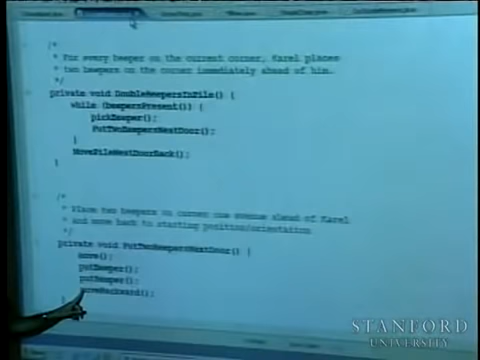 /*
* For every beeper on the current corner, Karel places
* two beepers on the corner immediately ahead of him.
*/
private void DoubleBeepersInPile() {
while (beepersPresent()) {
pickBeeper();
PutTwoBeepersNextDoor();
}
MovePileNextDoorBack();
}
/*
* Place two beepers on corner one avenue ahead of Karel
* and move back to starting position/orientation
*/
private void PutTwoBeepersNextDoor() {
move();
putBeeper();
putBeeper();
moveBackward();
STANFORD
UNIVERSITY